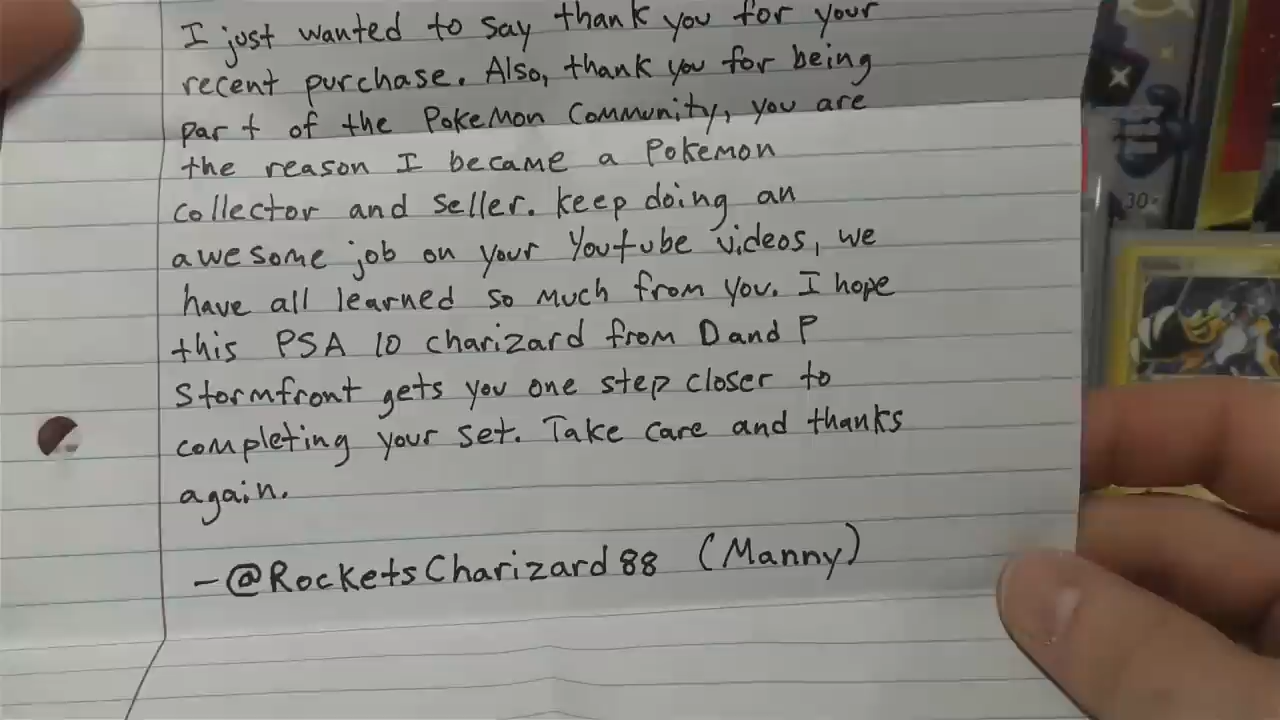 I just wanted to say thank you for your
recent purchase. Also, thank you for being
part of the Pokemon Community, you are
the reason I became a Pokemon
collector and seller. keep doing an
awesome job on your Youtube videos, we
have all learned so much from you. I hope
this PSA 10 charizard from D and P
Stormfront gets you one step closer to
completing your set. Take care and thanks
again.
-@RocketsCharizard88 (Manny)
30×